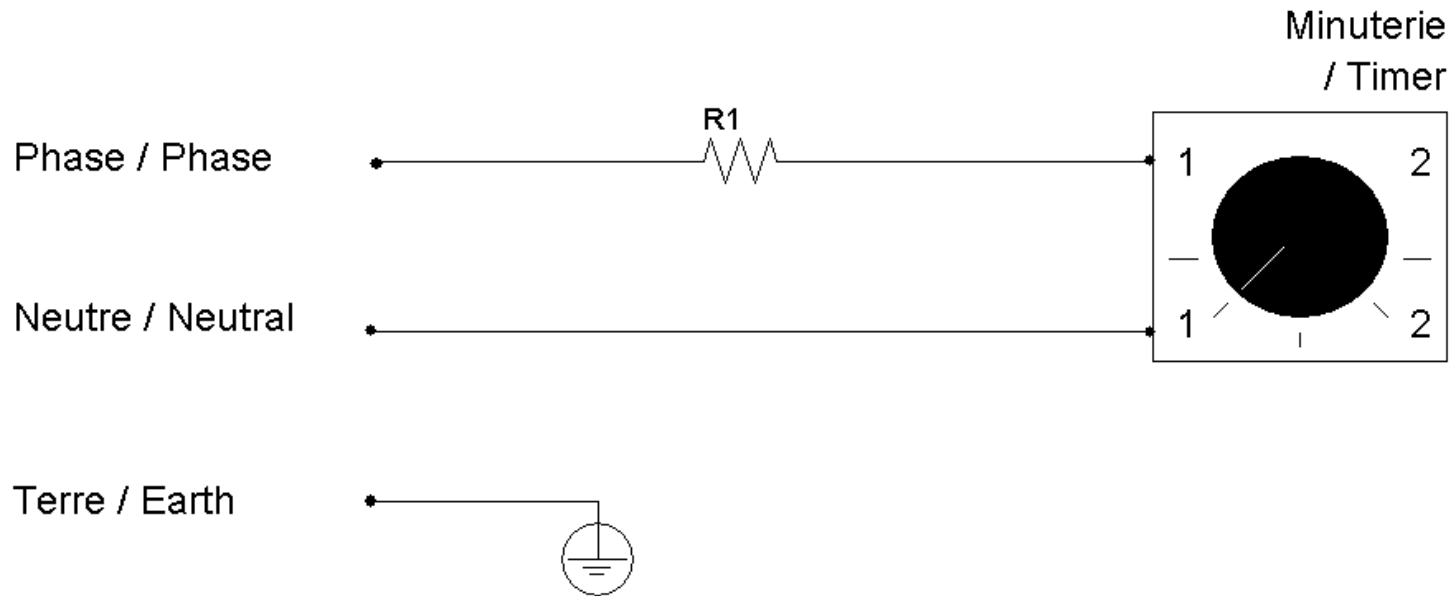 Minuterie
/ Timer
R1
Phase / Phase
1 2
Neutre / Neutral
1 2
Terre / Earth